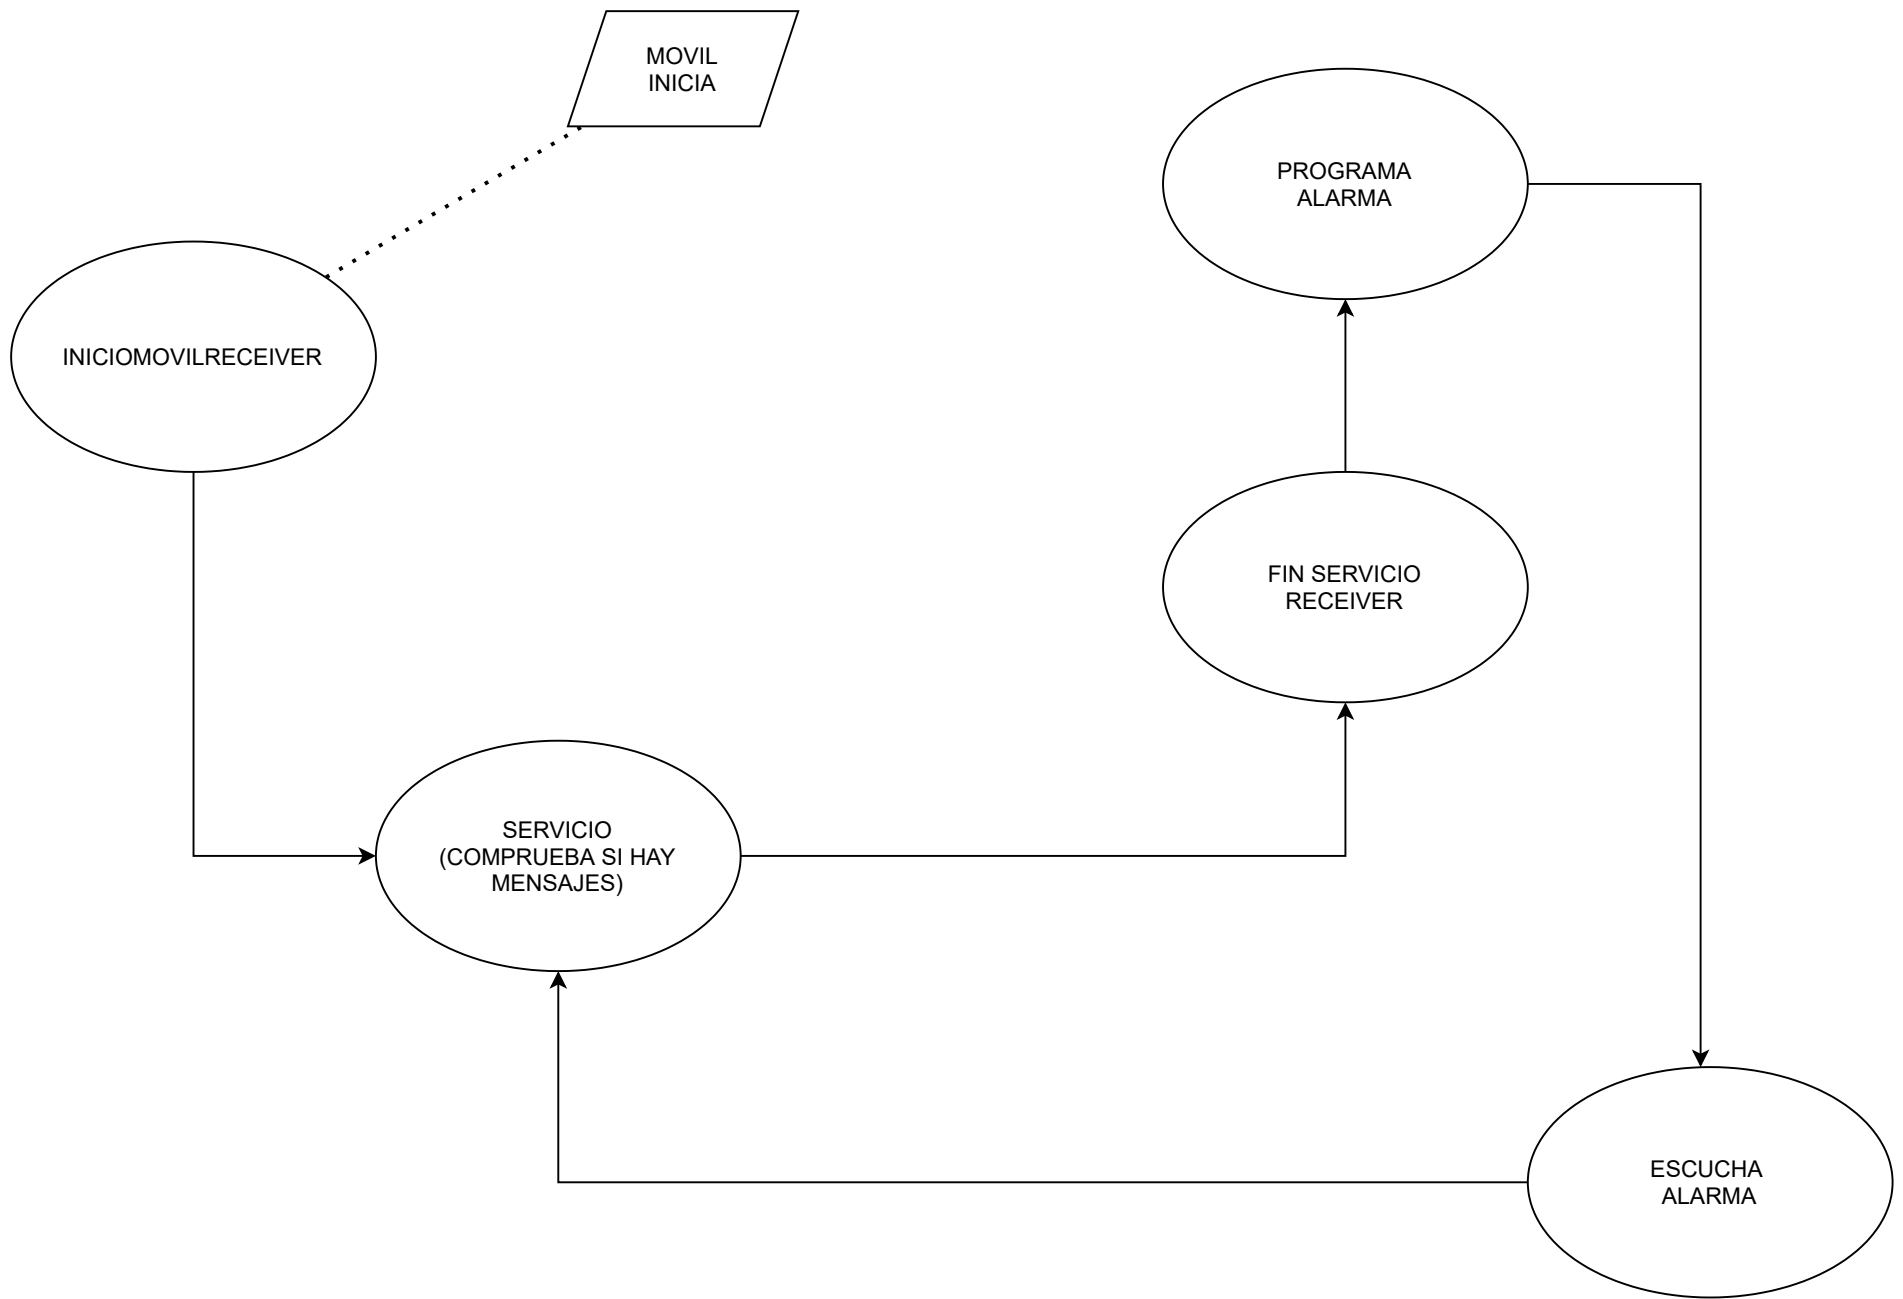 MOVIL
INICIA
PROGRAMA
ALARMA
INICIOMOVILRECEIVER
FIN SERVICIO
RECEIVER
SERVICIO
(COMPRUEBA SI HAY
MENSAJES)
ESCUCHA
ALARMA